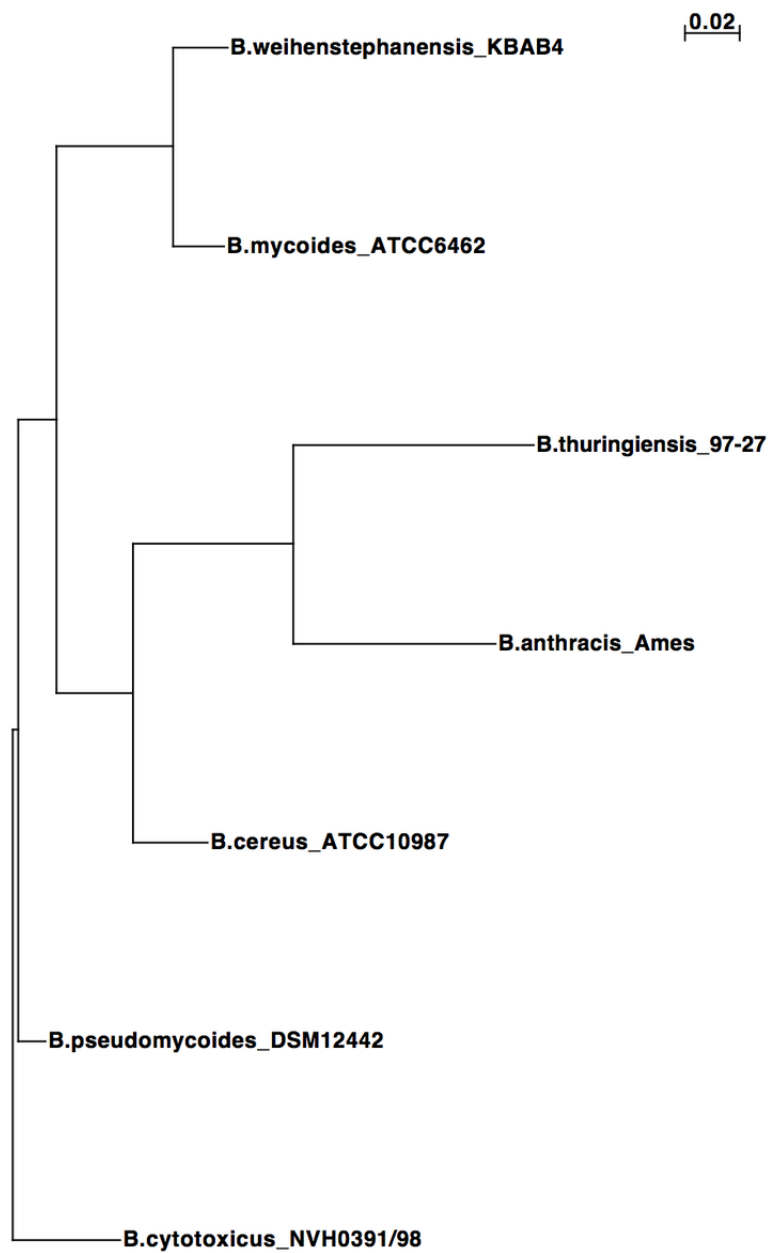 0.02
B.weihenstephanensis_KBAB4
B.mycoides_ATCC6462
B.thuringiensis_97-27
B.anthracis_Ames
B.cereus_ATCC10987
B.pseudomycoides_DSM12442
B.cytotoxicus_NVH0391/98